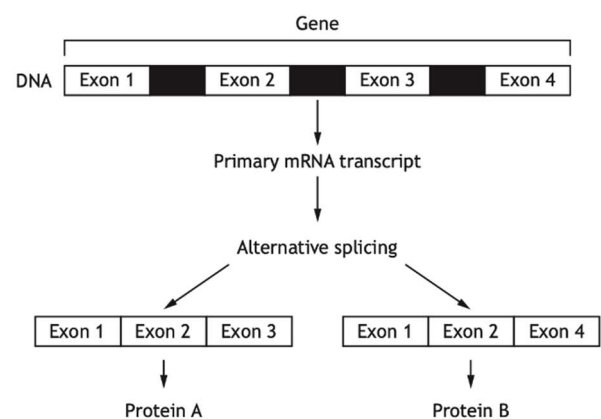 Gene
DNA Exon 1 Exon 2 Exon 3 Exon 4
Primary mRNA transcript
Alternative splicing
Exon 1 Exon 2 Exon 3 Exon 1 Exon 2 Exon 4
Protein A Protein B